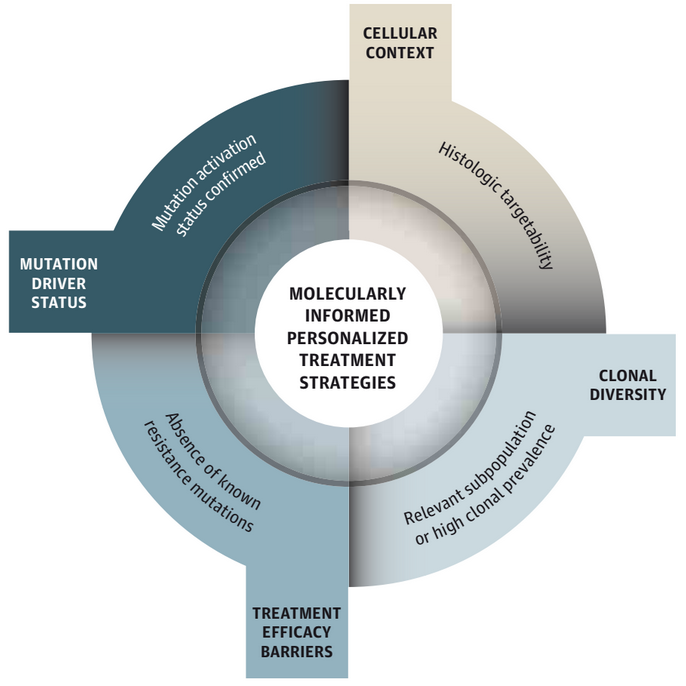 CELLULAR
CONTEXT
Histologic targetability
Mutation activation
status confirmed
MUTATION
DRIVER
STATUS
MOLECULARLY
INFORMED
PERSONALIZED
TREATMENT
STRATEGIES
CLONAL
DIVERSITY
Relevant subpopulation
or high clonal prevalence
Absence of known
resistance mutations
TREATMENT
EFFICACY
BARRIERS